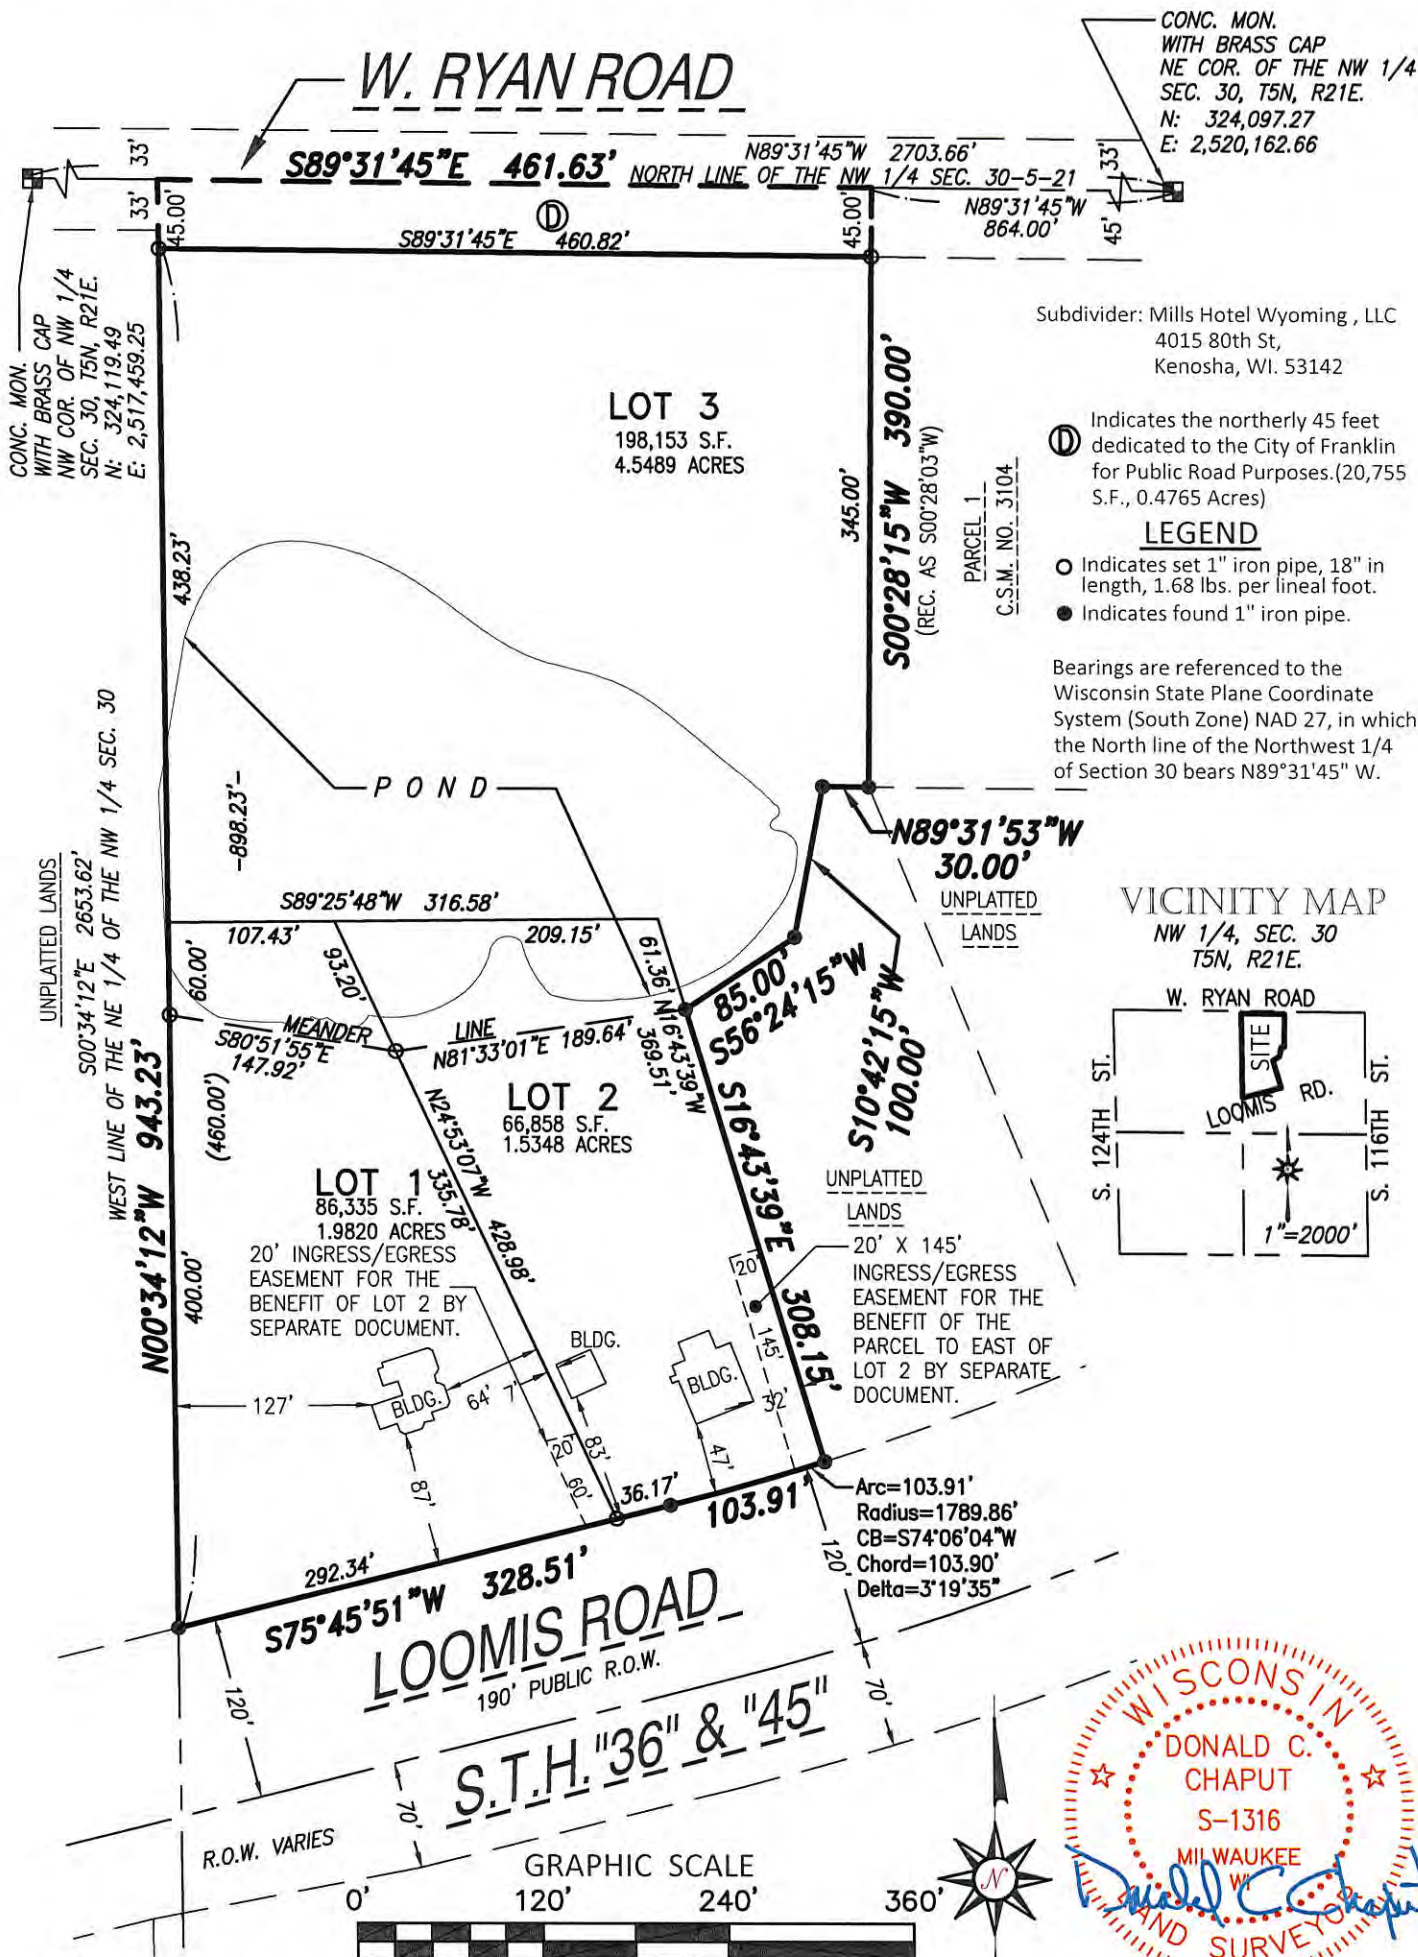 CONC. MON.
WITH BRASS CAP
NE COR. OF THE NW 1/4
SEC. 30, T5N, R21E.
N: 324,097.27
E: 2,520,162.66
W. RYAN ROAD
33'
33'
S89°31'45"E 461.63'
N89°31'45"W 2703.66'
NORTH LINE OF THE NW 1/4 SEC. 30-5-21
N89°31'45"W
864.00'
33'
45'
45.00'
45.00'
D
S89°31'45"E 460.82'
CONC. MON.
WITH BRASS CAP
NW COR. OF NW 1/4
SEC. 30, T5N, R21E.
N: 324,119.49
E: 2,517,459.25
Subdivider: Mills Hotel Wyoming , LLC
4015 80th St,
Kenosha, WI. 53142
D Indicates the northerly 45 feet
dedicated to the City of Franklin
for Public Road Purposes.(20,755
S.F., 0.4765 Acres)
LEGEND
Indicates set 1" iron pipe, 18" in
length, 1.68 lbs. per lineal foot.
Indicates found 1" iron pipe.
Bearings are referenced to the
Wisconsin State Plane Coordinate
System (South Zone) NAD 27, in which
the North line of the Northwest 1/4
of Section 30 bears N89°31'45" W.
LOT 3
198,153 S.F.
4.5489 ACRES
438.23'
345.00'
S00°28'15"W 390.00'
(REC. AS S00°28'03"W)
PARCEL 1
C.S.M. NO. 3104
POND
-898.23'-
N89°31'53"W
30.00'
UNPLATTED
LANDS
UNPLATTED LANDS
S00°34'12"E 2653.62'
WEST LINE OF THE NE 1/4 OF THE NW 1/4 SEC. 30
N00°34'12"W 943.23'
S89°25'48"W 316.58'
107.43'
209.15'
60.00'
93.20'
61.36'
N16°43'39"W
369.51'
85.00'
S56°24'15"W
S10°42'15"W
100.00'
MEANDER LINE
S80°51'55"E
147.92'
N81°33'01"E 189.64'
(460.00')
400.00'
LOT 2
66,858 S.F.
1.5348 ACRES
N24°53'07"W 428.98'
335.78'
S16°43'39"E 308.15'
LOT 1
86,335 S.F.
1.9820 ACRES
20' INGRESS/EGRESS
EASEMENT FOR THE
BENEFIT OF LOT 2 BY
SEPARATE DOCUMENT.
UNPLATTED
LANDS
20' X 145'
INGRESS/EGRESS
EASEMENT FOR THE
BENEFIT OF THE
PARCEL TO EAST OF
LOT 2 BY SEPARATE
DOCUMENT.
VICINITY MAP
NW 1/4, SEC. 30
T5N, R21E.
W. RYAN ROAD
SITE
LOOMIS RD.
S. 124TH ST.
S. 116TH ST.
1"=2000'
BLDG.
BLDG.
BLDG.
127'
64'
7'
87'
20'
60'
83'
47'
32'
20'
145'
36.17'
103.91'
292.34'
S75°45'51"W 328.51'
Arc=103.91'
Radius=1789.86'
CB=S74°06'04"W
Chord=103.90'
Delta=3°19'35"
LOOMIS ROAD
190' PUBLIC R.O.W.
S.T.H. "36" & "45"
120'
120'
70'
70'
R.O.W. VARIES
GRAPHIC SCALE
0' 120' 240' 360'
N
WISCONSIN
DONALD C.
CHAPUT
S-1316
MILWAUKEE
WI
LAND SURVEYOR
Donald C Chaput